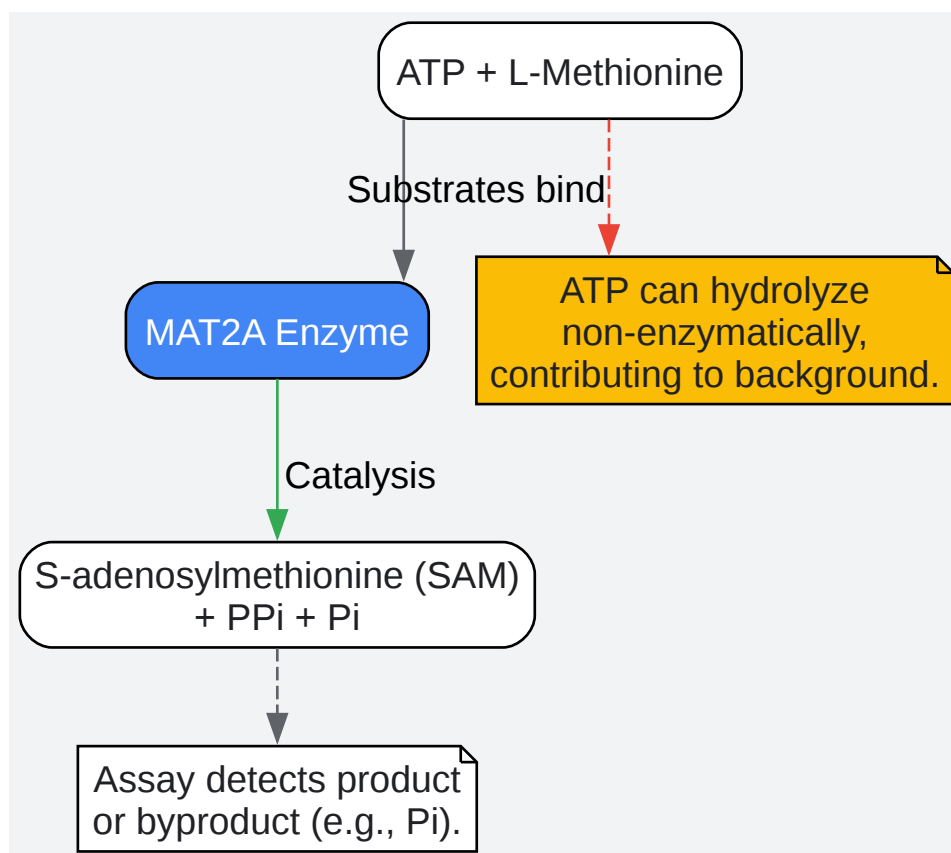 ATP + L-Methionine
Substrates bind
ATP can hydrolyze
non-enzymatically,
contributing to background.
MAT2A Enzyme
Catalysis
S-adenosylmethionine (SAM)
+ PPi + Pi
Assay detects product
or byproduct (e.g., Pi).